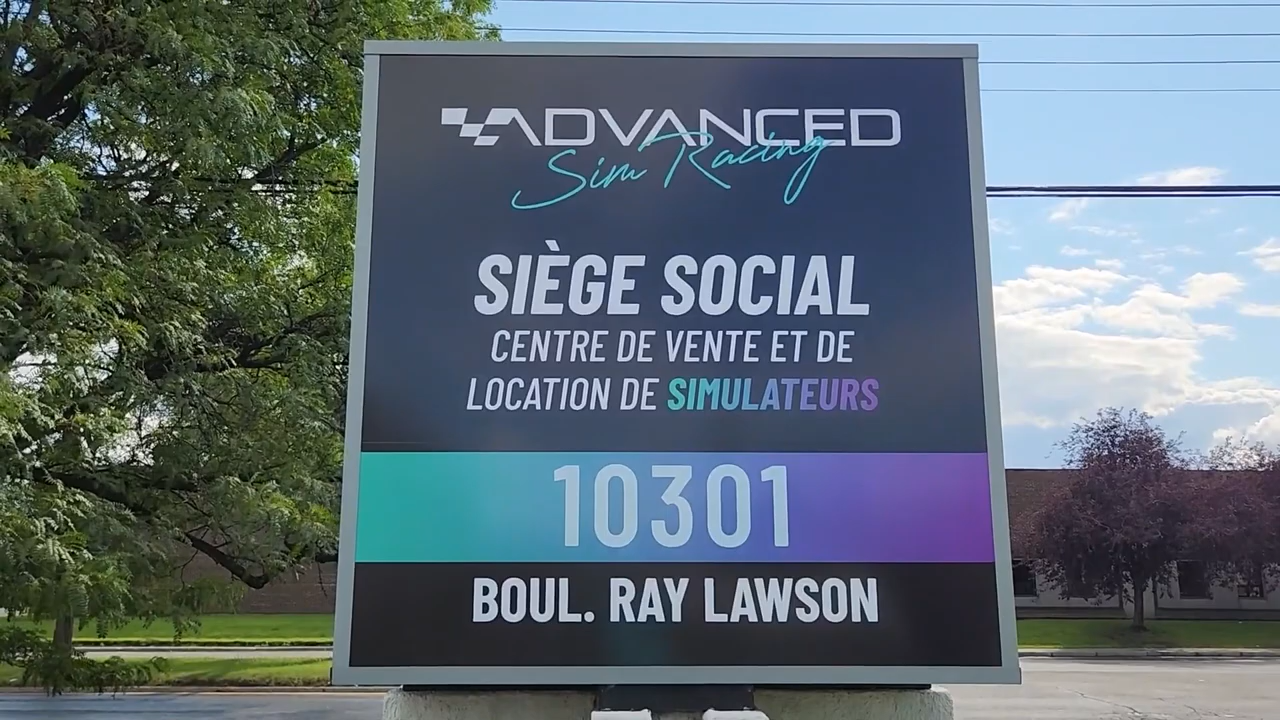 ADVANCED
Sim Racing
SIÈGE SOCIAL
CENTRE DE VENTE ET DE
LOCATION DE SIMULATEURS
10301
BOUL. RAY LAWSON